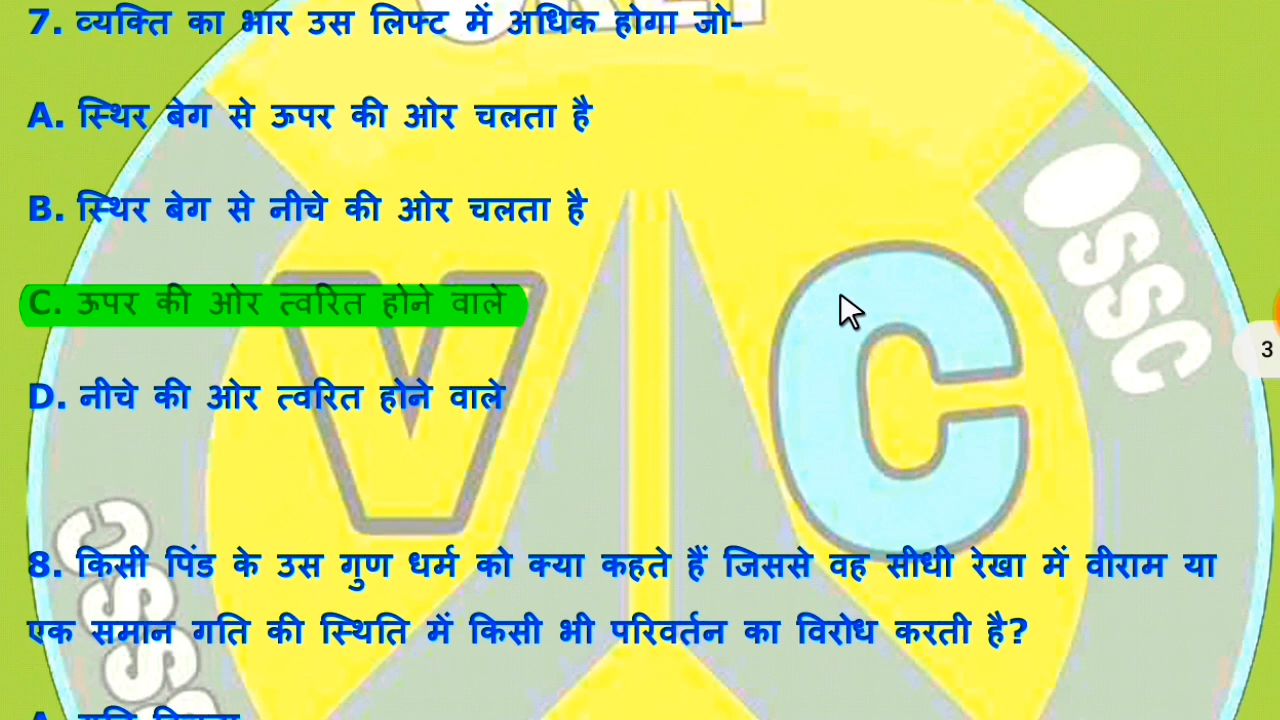 7. व्यक्ति का भार उस लिफ्ट में अधिक होगा जो-
A. स्थिर बेग से ऊपर की ओर चलता है
B. स्थिर बेग से नीचे की ओर चलता है
C. ऊपर की ओर त्वरित होने वाले
D. नीचे की ओर त्वरित होने वाले
8. किसी पिंड के उस गुण धर्म को क्या कहते हैं जिससे वह सीधी रेखा में वीराम या
एक समान गति की स्थिति में किसी भी परिवर्तन का विरोध करती है?
V C
OSSC
3